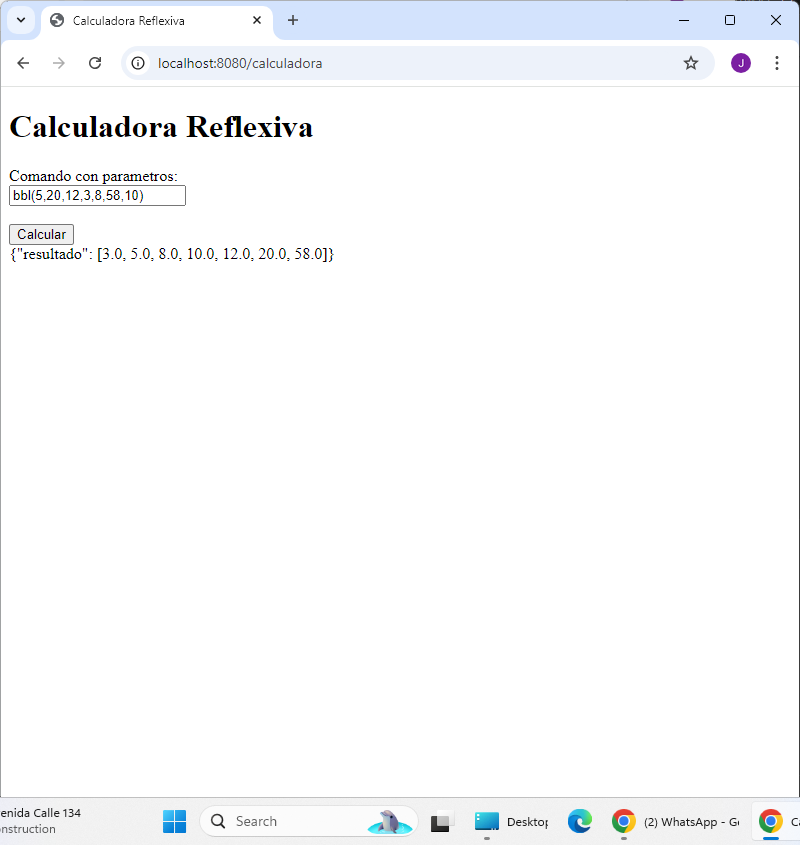 Calculadora Reflexiva
localhost:8080/calculadora
J
Calculadora Reflexiva
Comando con parametros:
bbl(5,20,12,3,8,58,10)
Calcular
{"resultado": [3.0, 5.0, 8.0, 10.0, 12.0, 20.0, 58.0]}
enida Calle 134
nstruction
Search
Desktop
(2) WhatsApp - G
Ca